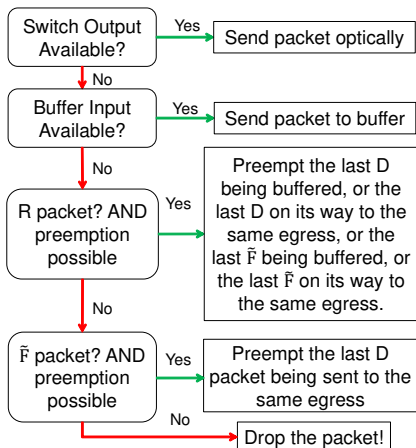 Switch Output
Available?
Yes
Send packet optically
No
Buffer Input
Available?
Yes
Send packet to buffer
No
R packet? AND
preemption
possible
Yes
Preempt the last D
being buffered, or the
last D on its way to the
same egress, or the
last F̃ being buffered, or
the last F̃ on its way to
the same egress.
No
F̃ packet? AND
preemption
possible
Yes
Preempt the last D
packet being sent to the
same egress
No
Drop the packet!